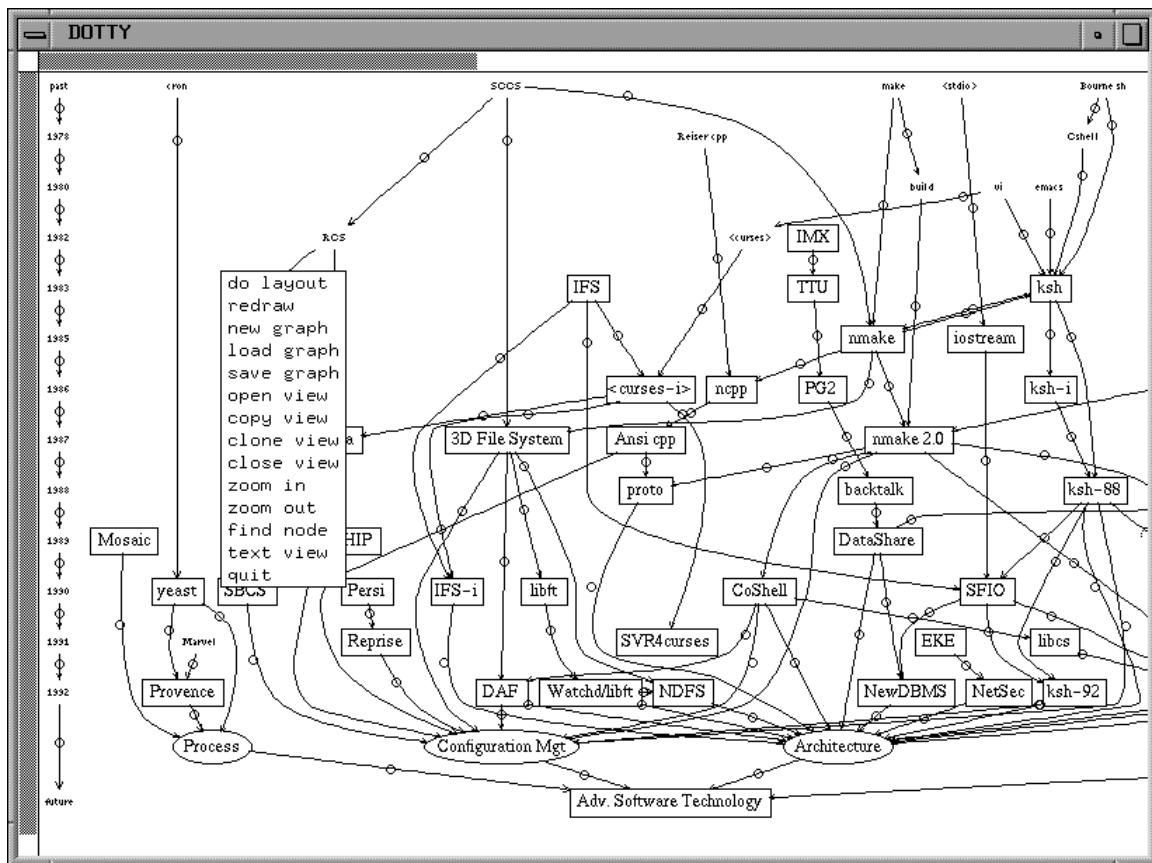 DOTTY
past
cron
SCCS
make
<stdio>
Bourne sh
1978
Reiser cpp
Cshell
1980
build
vi
emacs
1982
RCS
<curses>
IMX
1983
do layout
redraw
new graph
load graph
save graph
open view
copy view
clone view
close view
zoom in
zoom out
find node
text view
quit
IFS
TTU
ksh
1985
nmake
iostream
1986
<curses-i>
ncpp
PG2
ksh-i
1987
a
3D File System
Ansi cpp
nmake 2.0
1988
proto
backtalk
ksh-88
1989
Mosaic
HIP
DataShare
1990
yeast
SBCS
Persi
IFS-i
libft
CoShell
SFIO
1991
Marvel
Reprise
SVR4curses
EKE
libcs
1992
Provence
DAF
Watchd/libft
NDFS
NewDBMS
NetSec
ksh-92
Process
Configuration Mgt
Architecture
future
Adv. Software Technology